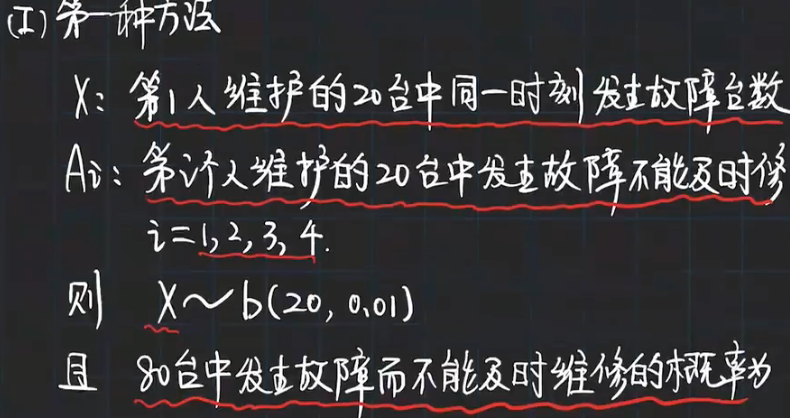 (I) 第一种方法
X: 第1人维护的20台中同一时刻发生故障台数
Ai: 第i个人维护的20台中发生故障不能及时修
i=1,2,3,4.
则 X～b(20, 0.01)
且 80台中发生故障而不能及时维修的概率为